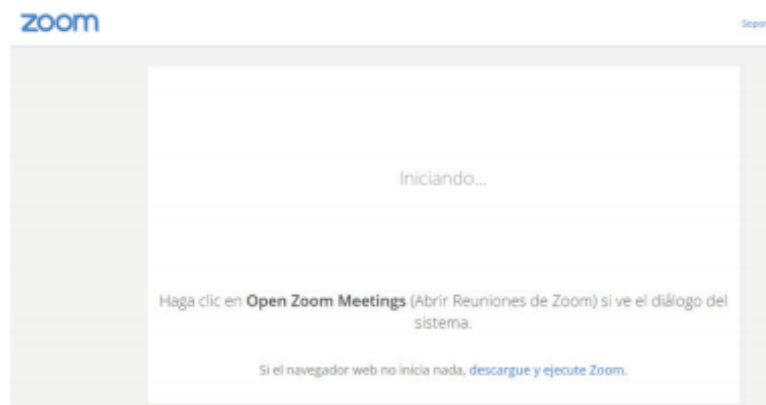 zoom
Iniciando...
Haga clic en Open Zoom Meetings (Abrir Reuniones de Zoom) si ve el diálogo del
sistema.
Si el navegador web no inicia nada, descargue y ejecute Zoom.